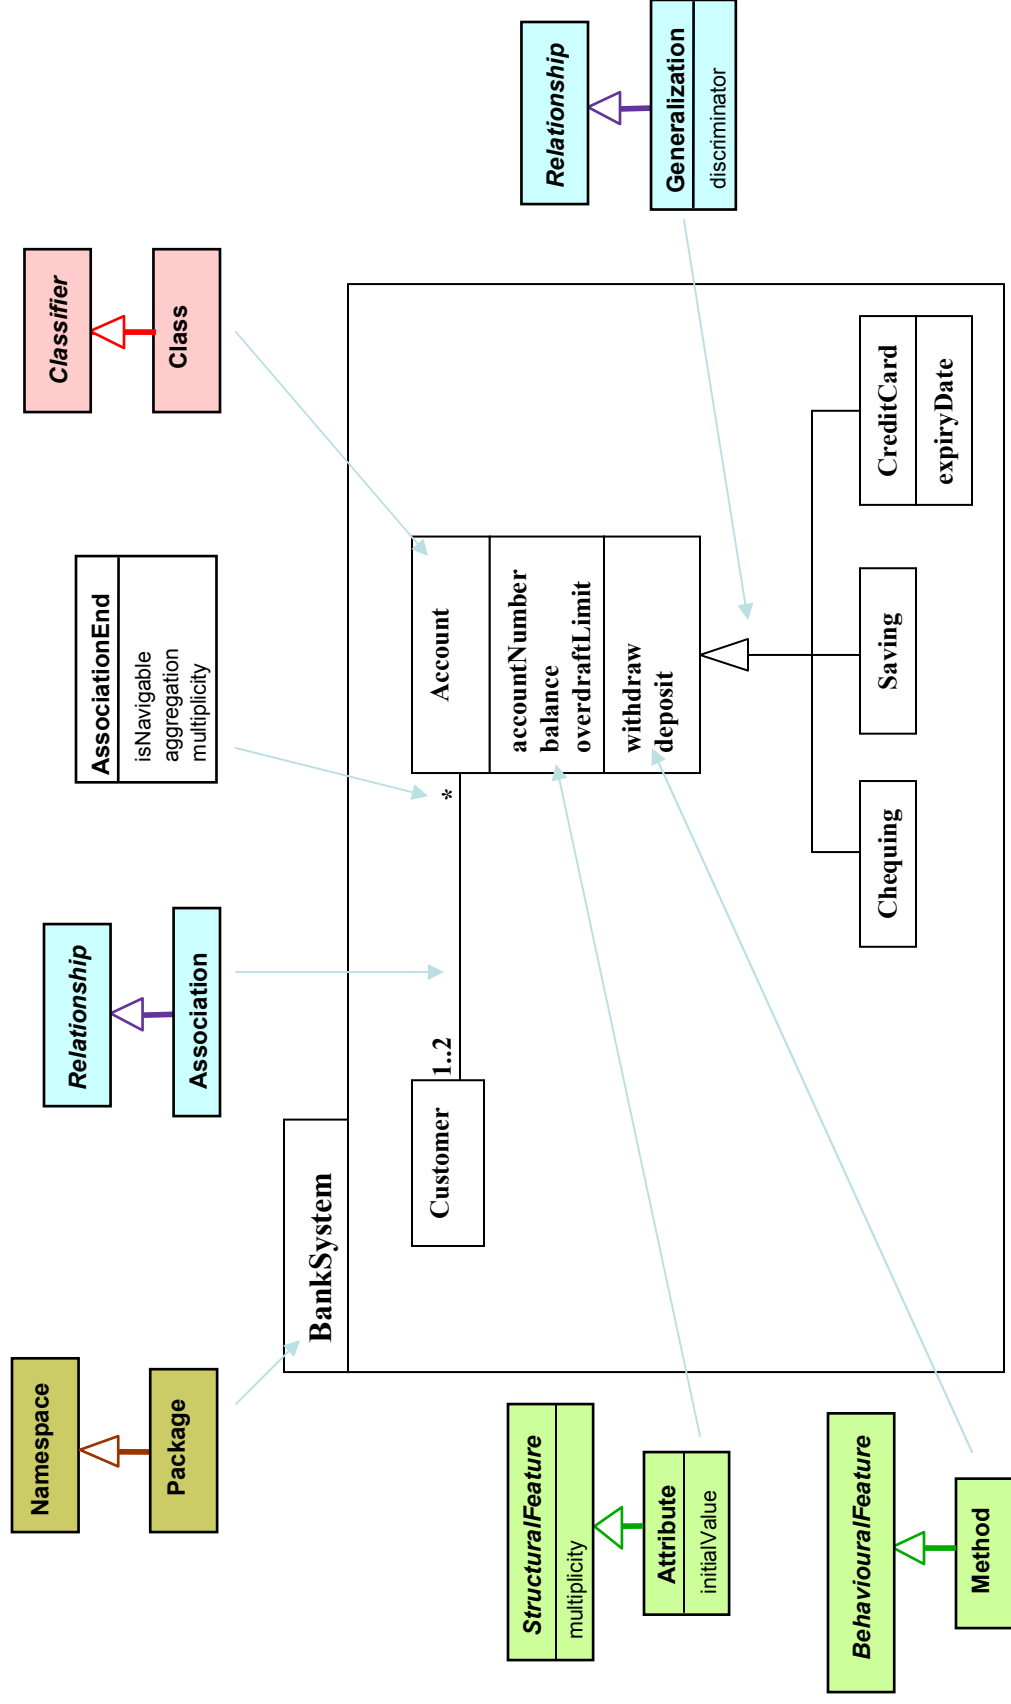 Namespace
Package
Relationship
Association
AssociationEnd
isNavigable
aggregation
multiplicity
Classifier
Class
BankSystem
Customer
1..2
*
Account
accountNumber
balance
overdraftLimit
withdraw
deposit
StructuralFeature
multiplicity
Attribute
initialValue
Relationship
Generalization
discriminator
BehaviouralFeature
Method
Chequing
Saving
CreditCard
expiryDate